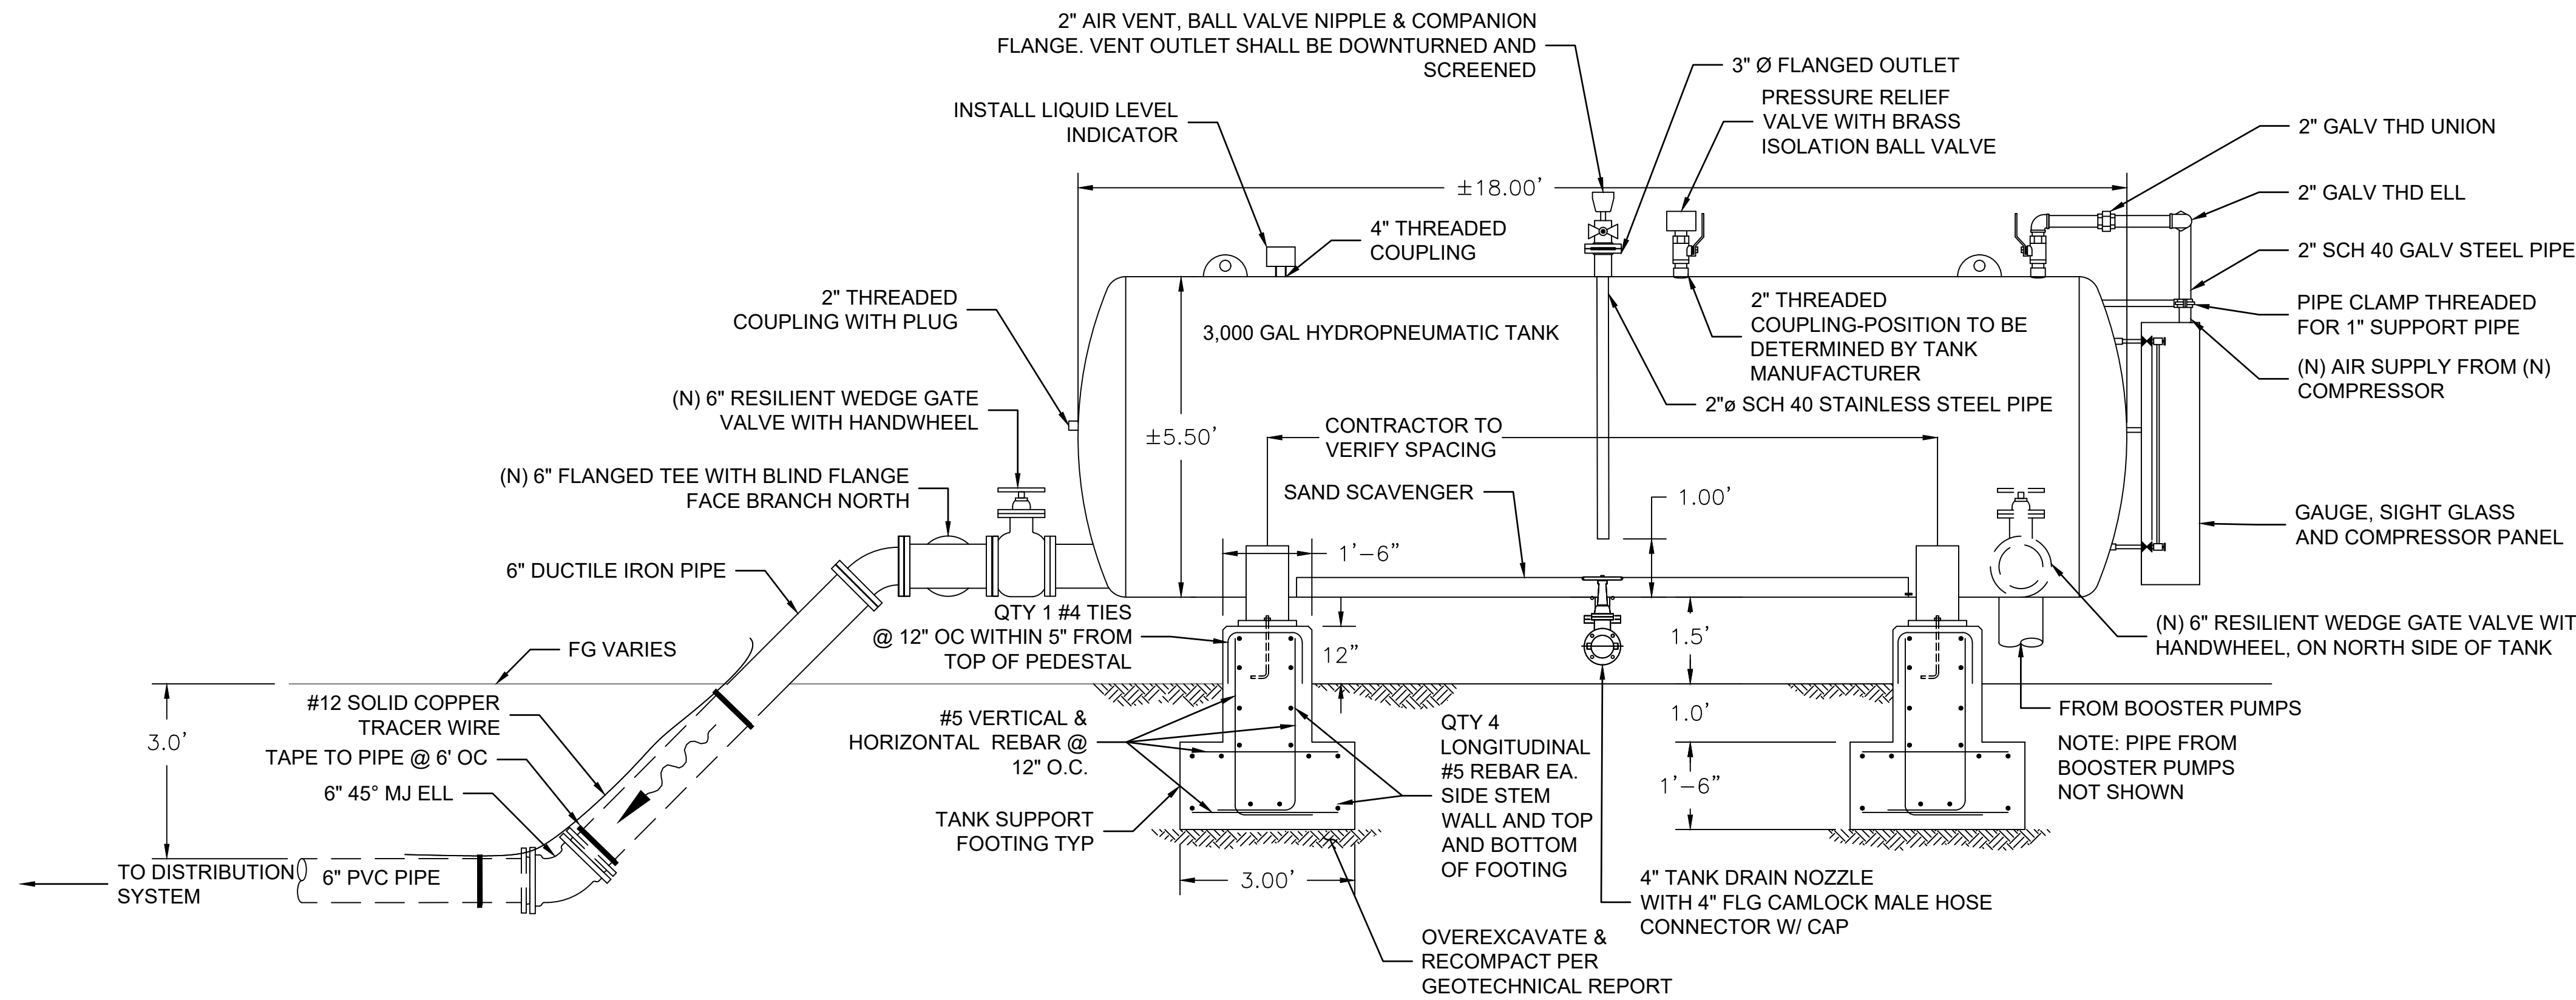 2" AIR VENT, BALL VALVE NIPPLE & COMPANION
FLANGE. VENT OUTLET SHALL BE DOWNTURNED AND
SCREENED
3" Ø FLANGED OUTLET
PRESSURE RELIEF
VALVE WITH BRASS
ISOLATION BALL VALVE
INSTALL LIQUID LEVEL
INDICATOR
2" GALV THD UNION
±18.00'
2" GALV THD ELL
4" THREADED
COUPLING
2" SCH 40 GALV STEEL PIPE
2" THREADED
COUPLING WITH PLUG
3,000 GAL HYDROPNEUMATIC TANK
2" THREADED
COUPLING-POSITION TO BE
DETERMINED BY TANK
MANUFACTURER
PIPE CLAMP THREADED
FOR 1" SUPPORT PIPE
(N) AIR SUPPLY FROM (N)
COMPRESSOR
(N) 6" RESILIENT WEDGE GATE
VALVE WITH HANDWHEEL
2"ø SCH 40 STAINLESS STEEL PIPE
±5.50'
CONTRACTOR TO
VERIFY SPACING
(N) 6" FLANGED TEE WITH BLIND FLANGE
FACE BRANCH NORTH
SAND SCAVENGER
1.00'
GAUGE, SIGHT GLASS
AND COMPRESSOR PANEL
1'-6"
6" DUCTILE IRON PIPE
QTY 1 #4 TIES
@ 12" OC WITHIN 5" FROM
TOP OF PEDESTAL
12"
1.5'
(N) 6" RESILIENT WEDGE GATE VALVE WIT
HANDWHEEL, ON NORTH SIDE OF TANK
FG VARIES
#12 SOLID COPPER
TRACER WIRE
3.0'
TAPE TO PIPE @ 6' OC
6" 45° MJ ELL
#5 VERTICAL &
HORIZONTAL REBAR @
12" O.C.
QTY 4
LONGITUDINAL
#5 REBAR EA.
SIDE STEM
WALL AND TOP
AND BOTTOM
OF FOOTING
1.0'
1'-6"
FROM BOOSTER PUMPS
NOTE: PIPE FROM
BOOSTER PUMPS
NOT SHOWN
TANK SUPPORT
FOOTING TYP
TO DISTRIBUTION
SYSTEM
6" PVC PIPE
3.00'
4" TANK DRAIN NOZZLE
WITH 4" FLG CAMLOCK MALE HOSE
CONNECTOR W/ CAP
OVEREXCAVATE &
RECOMPACT PER
GEOTECHNICAL REPORT